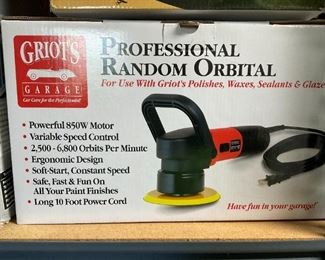 GRIOT'S
GARAGE
Car Care for the Perfectionist!
PROFESSIONAL
RANDOM ORBITAL
For Use With Griot's Polishes, Waxes, Sealants & Glaze
• Powerful 850W Motor
• Variable Speed Control
• 2,500 - 6,800 Orbits Per Minute
• Ergonomic Design
• Soft-Start, Constant Speed
• Safe, Fast & Fun On
All Your Paint Finishes
• Long 10 Foot Power Cord
Have fun in your garage!